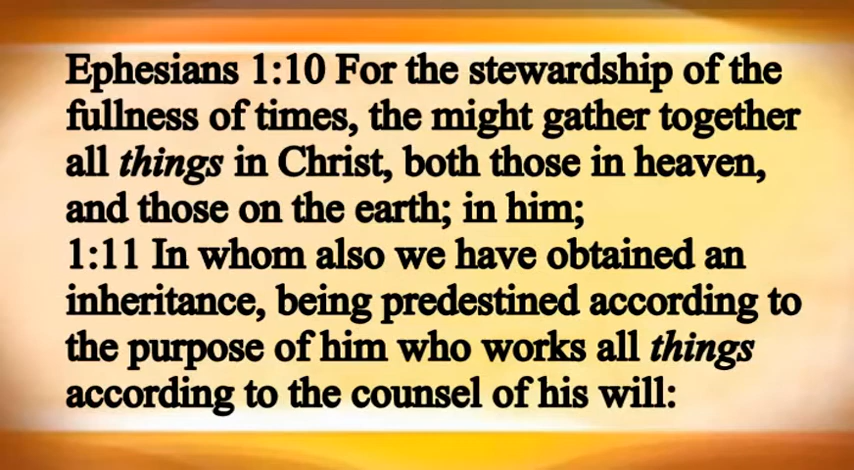 Ephesians 1:10 For the stewardship of the
fullness of times, the might gather together
all things in Christ, both those in heaven,
and those on the earth; in him;
1:11 In whom also we have obtained an
inheritance, being predestined according to
the purpose of him who works all things
according to the counsel of his will: